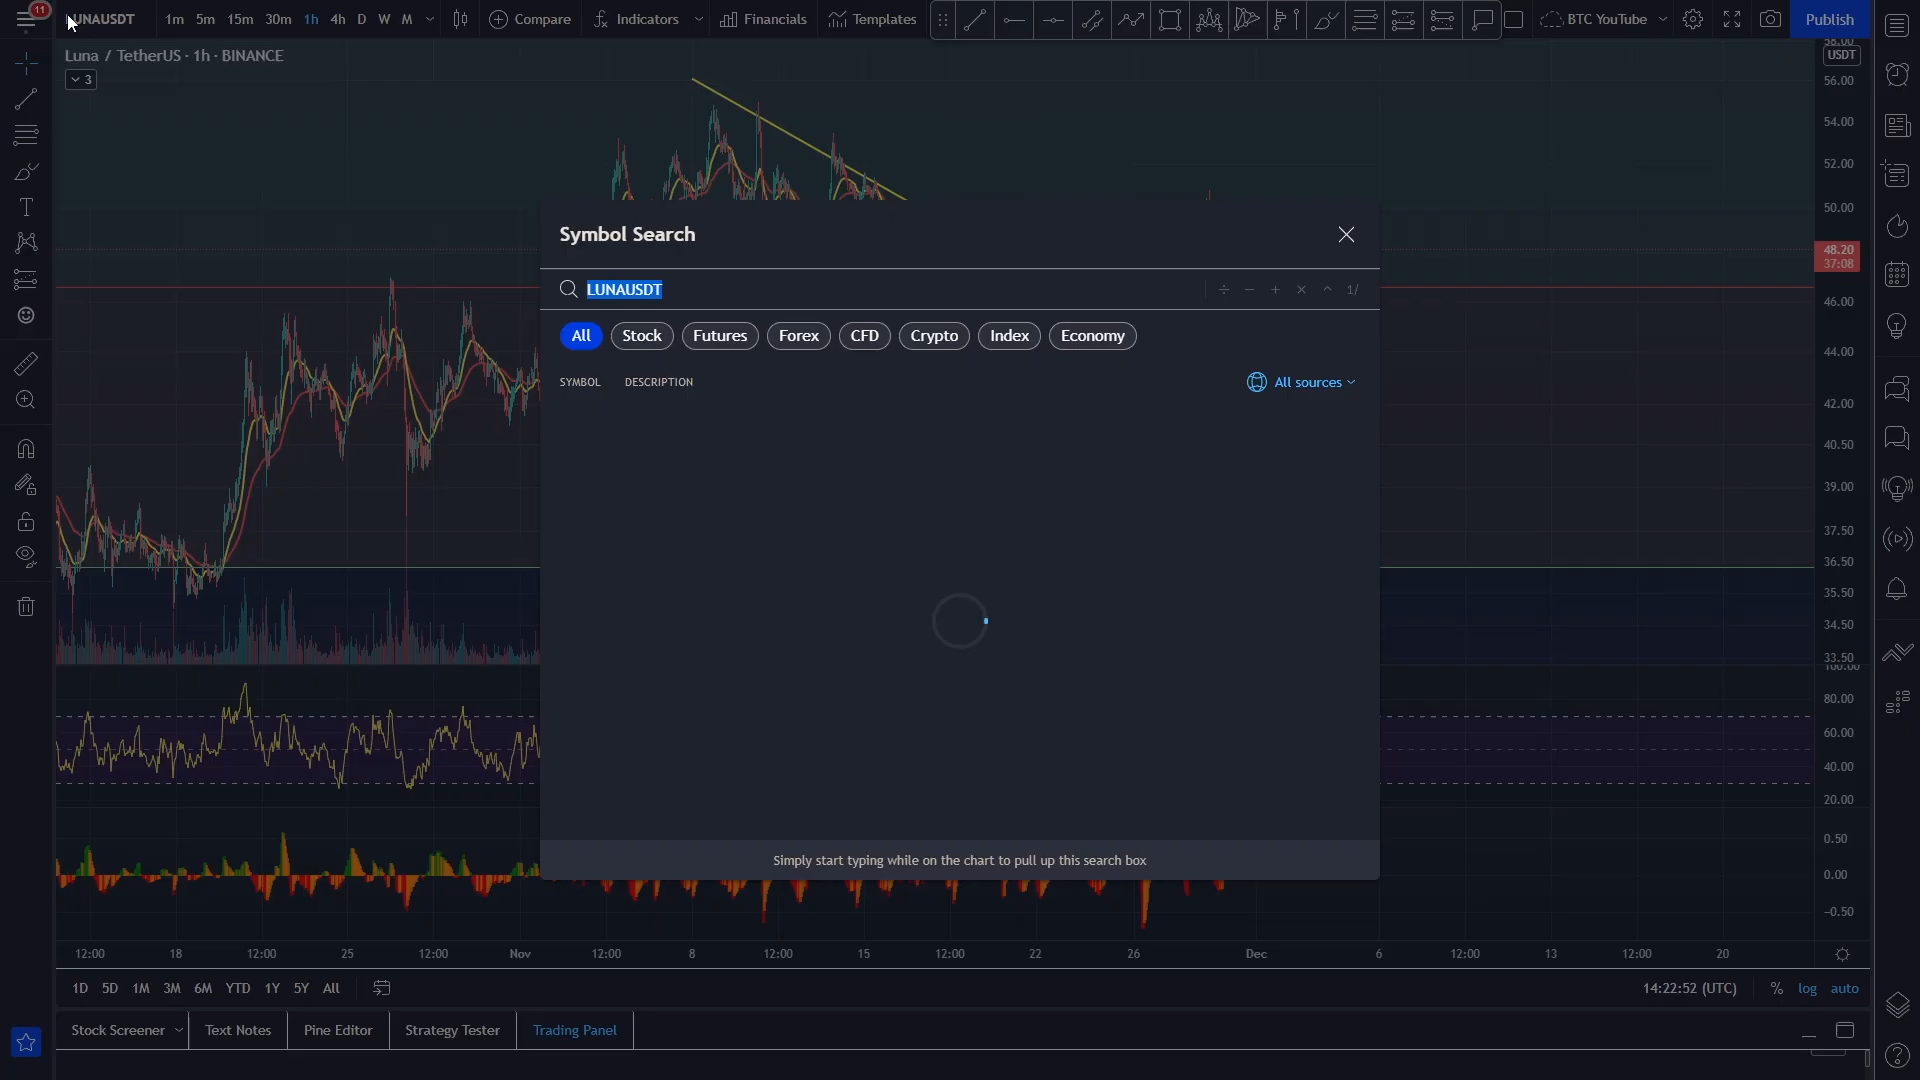 11
UNAUSDT
1m 5m 15m 30m 1h 4h D W M
Compare
Indicators
Financials
Templates
BTC YouTube
Publish
Luna / TetherUS · 1h · BINANCE
3
58.00
USDT
56.00
54.00
52.00
50.00
48.20
37:08
46.00
44.00
42.00
40.50
39.00
37.50
36.50
35.50
34.50
33.50
100.00
80.00
60.00
40.00
20.00
0.50
0.00
−0.50
Symbol Search
LUNAUSDT
÷ − + × ^ 1/
All Stock Futures Forex CFD Crypto Index Economy
SYMBOL DESCRIPTION
All sources
Simply start typing while on the chart to pull up this search box
12:00 18 12:00 25 12:00 Nov 12:00 8 12:00 15 12:00 22 26 Dec 6 12:00 13 12:00 20
1D 5D 1M 3M 6M YTD 1Y 5Y All
14:22:52 (UTC) % log auto
Stock Screener Text Notes Pine Editor Strategy Tester Trading Panel